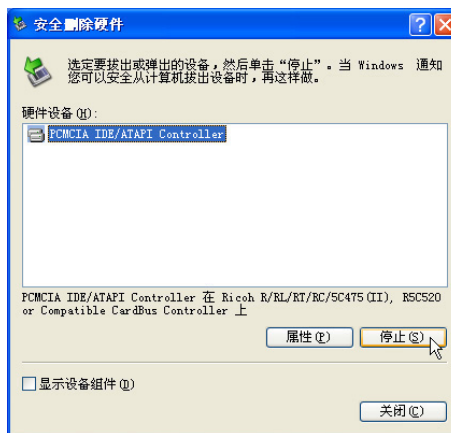 安全删除硬件
选定要拔出或弹出的设备，然后单击“停止”。当 Windows 通知
您可以安全从计算机拔出设备时，再这样做。
硬件设备(H):
PCMCIA IDE/ATAPI Controller
PCMCIA IDE/ATAPI Controller 在 Ricoh R/RL/RT/RC/5C475(II), R5C520
or Compatible CardBus Controller 上
属性(P) 停止(S)
显示设备组件(D)
关闭(C)